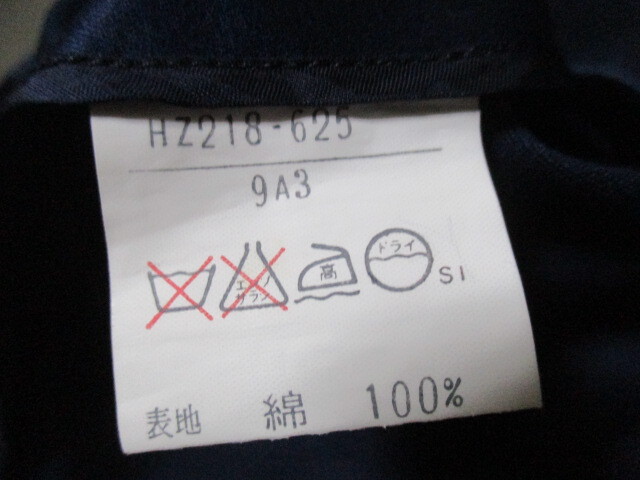 HZ218-625
9A3
エンソ
サラシ
高
ドライ
SI
表地 綿 100%